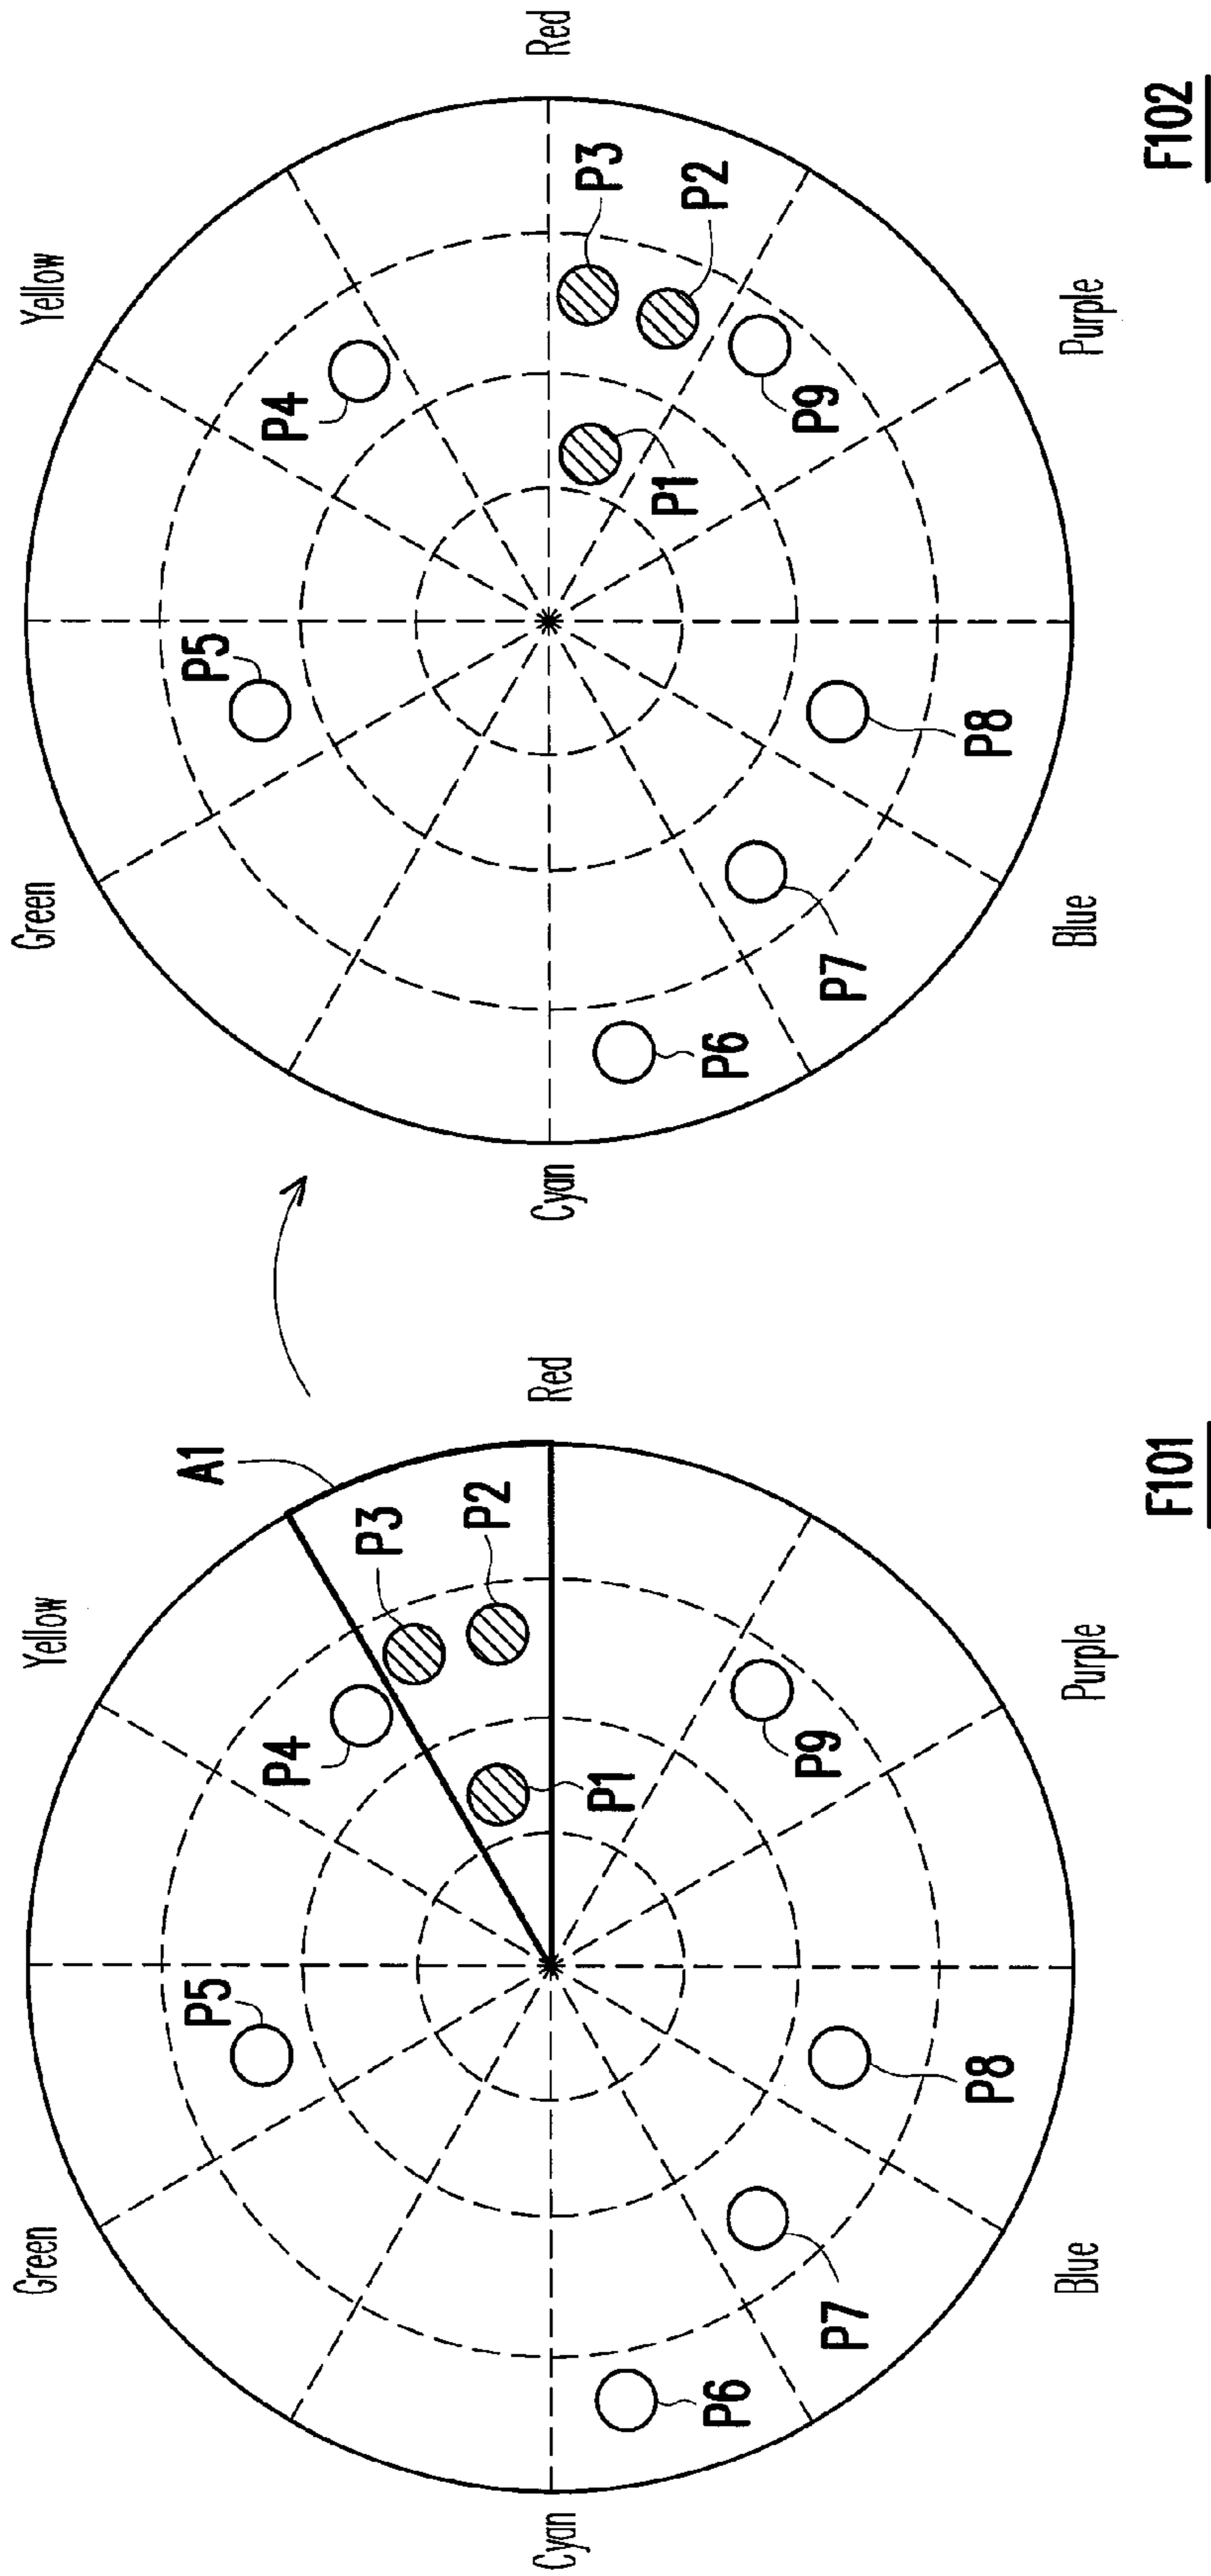 Yellow
Green
A1
P3
P2
P4
P5
Red
P1
Cyan
P9
P8
P7
P6
Purple
Blue
F101
Yellow
Green
P4
P5
Red
P3
P2
P1
Cyan
P9
P8
P7
P6
Purple
Blue
F102